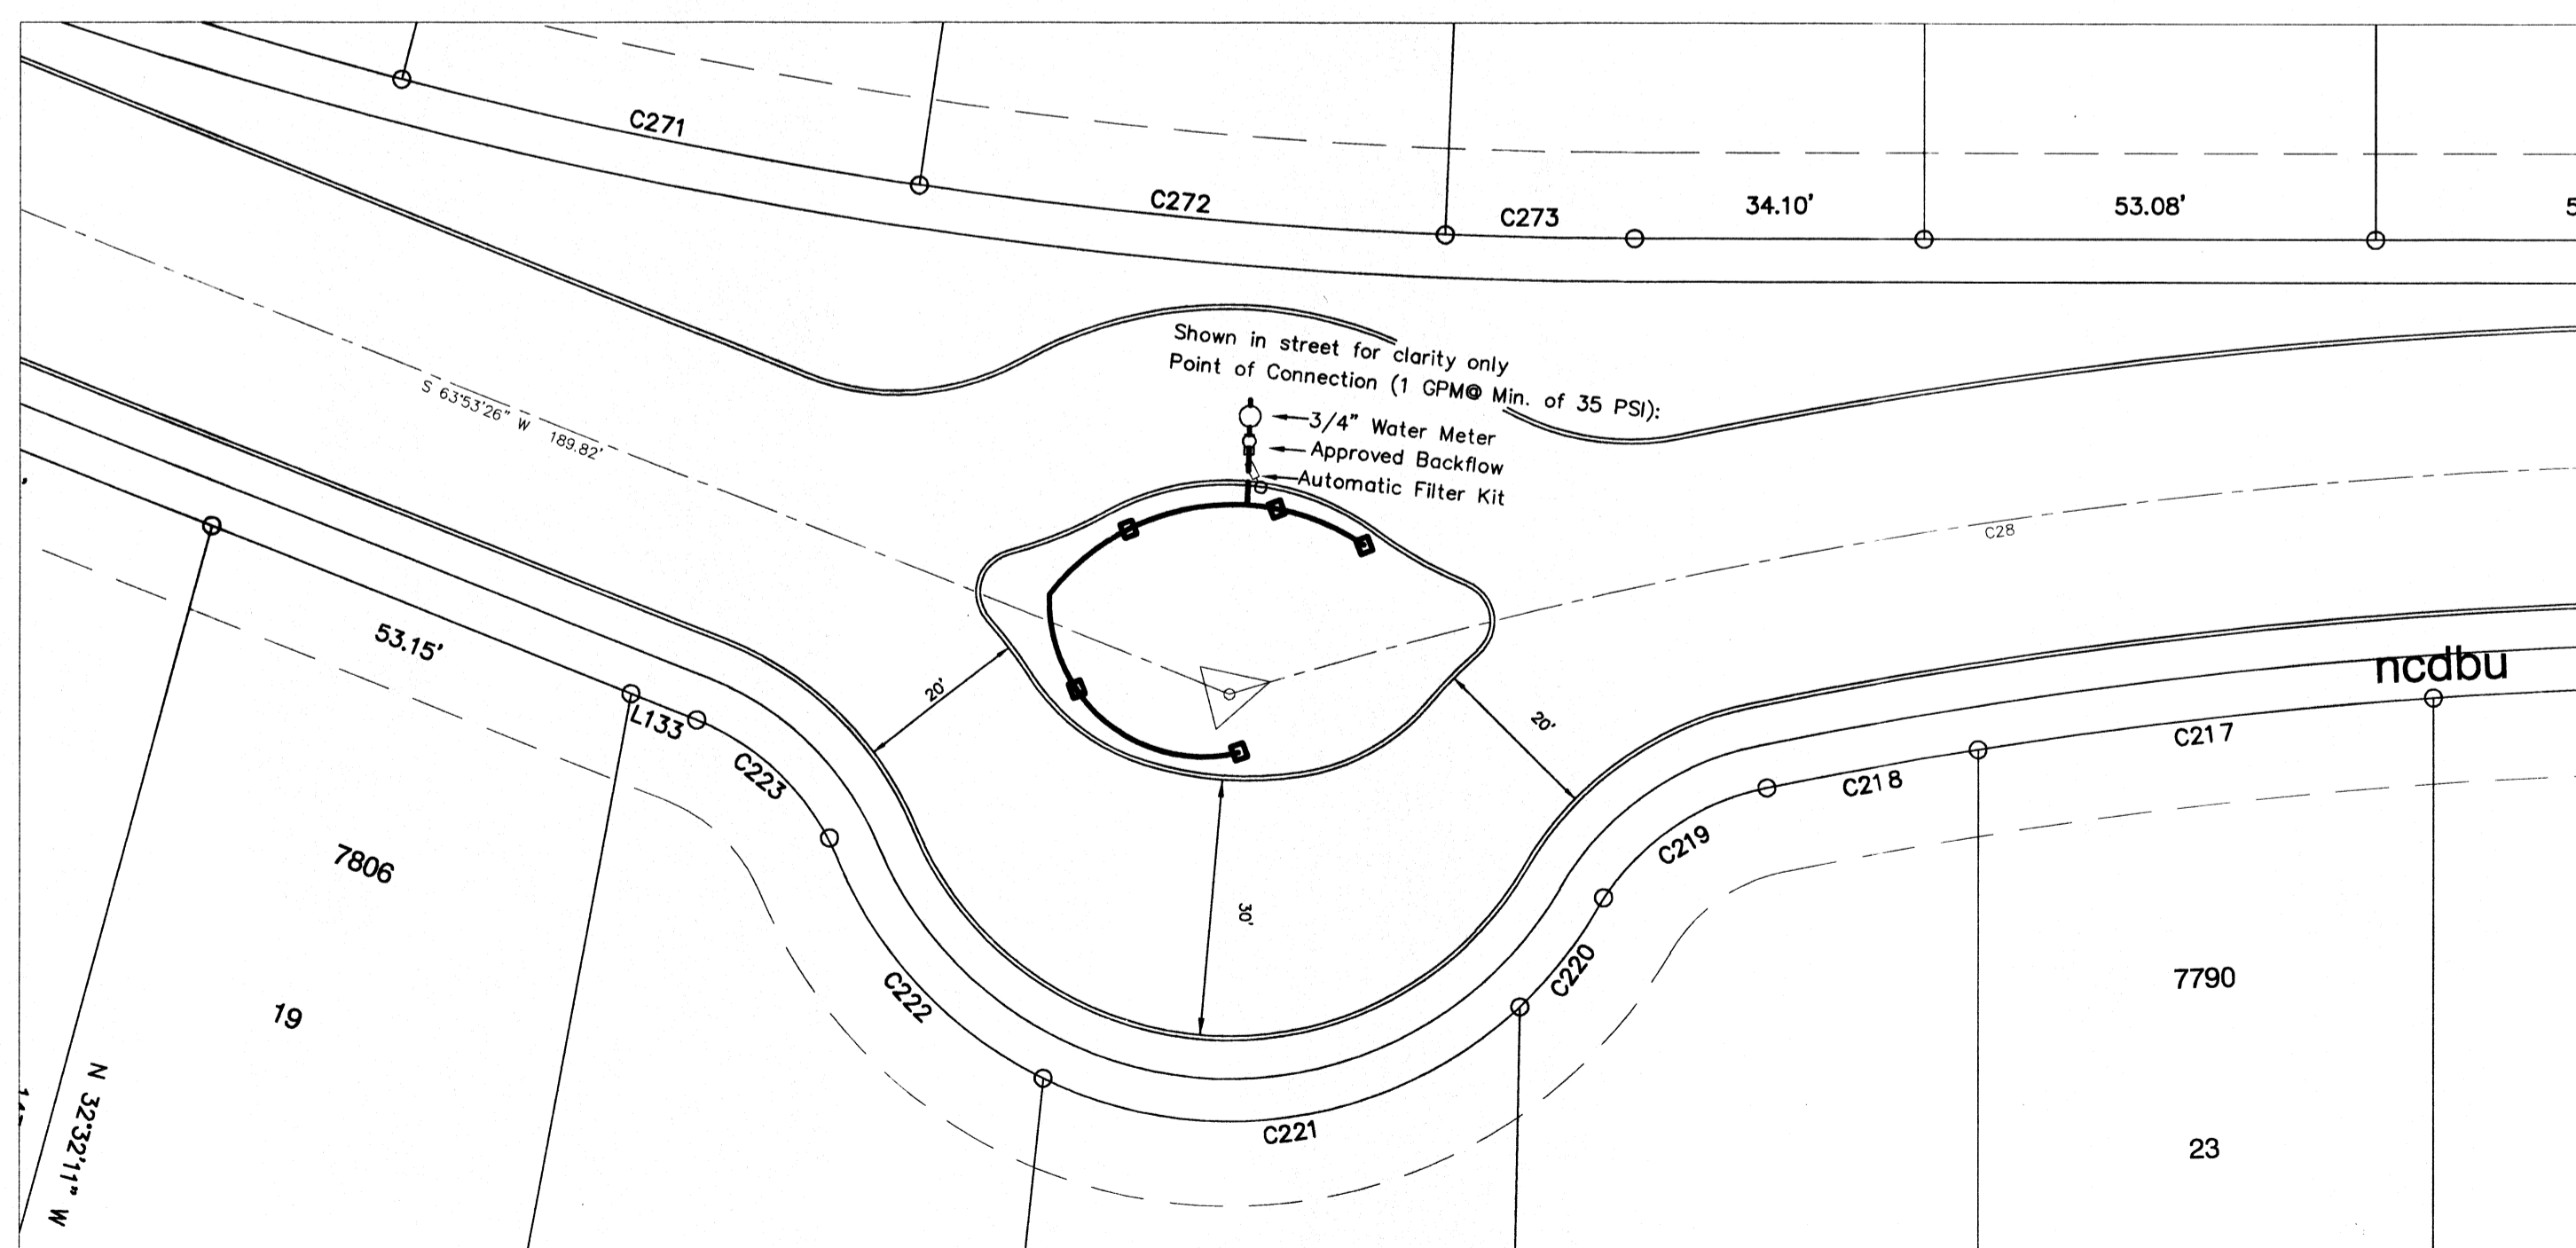 C271
C272
C273
34.10'
53.08'
5
Shown in street for clarity only
Point of Connection (1 GPM@ Min. of 35 PSI):
3/4" Water Meter
Approved Backflow
Automatic Filter Kit
S 63°53'26" W 189.82'
C28
53.15'
L133
C223
20'
20'
ncdbu
C217
C218
C219
7806
30'
C220
C222
7790
19
C221
23
N 32°32'11" W